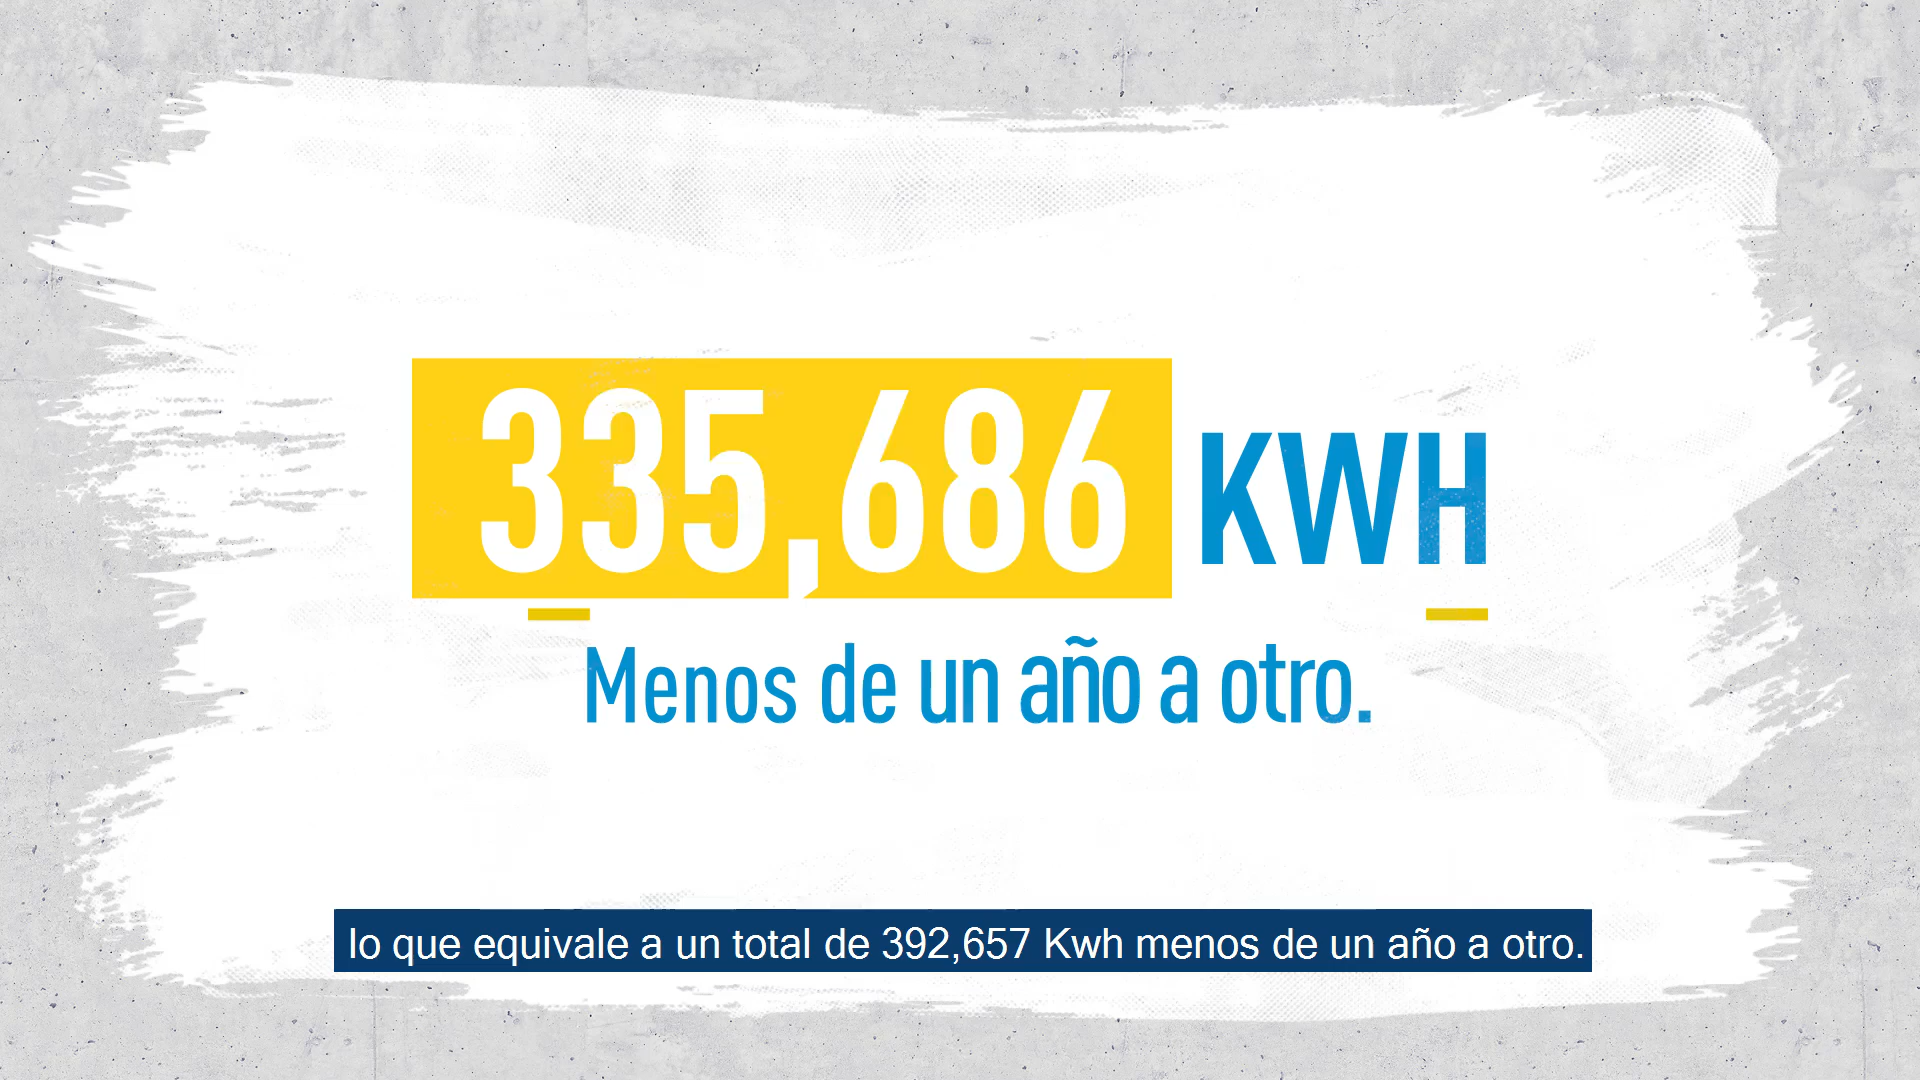 335,686 KWH
Menos de un año a otro.
lo que equivale a un total de 392,657 Kwh menos de un año a otro.